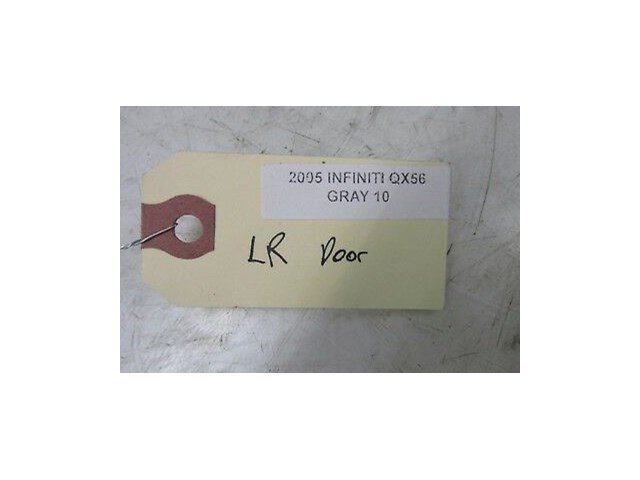 2005 INFINITI QX56
GRAY 10
LR Door